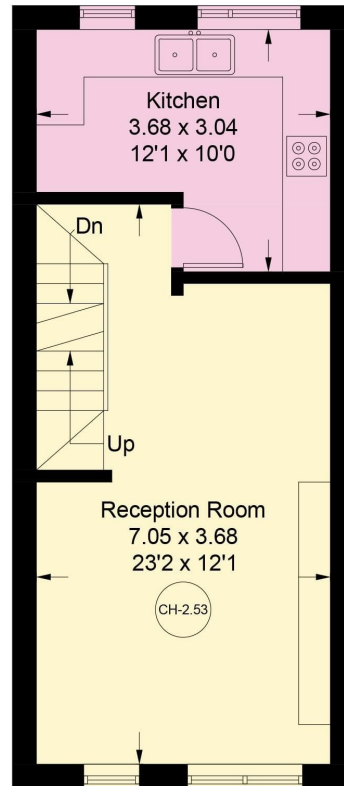 Kitchen
3.68 x 3.04
12'1 x 10'0
Dn
Up
Reception Room
7.05 x 3.68
23'2 x 12'1
CH-2.53